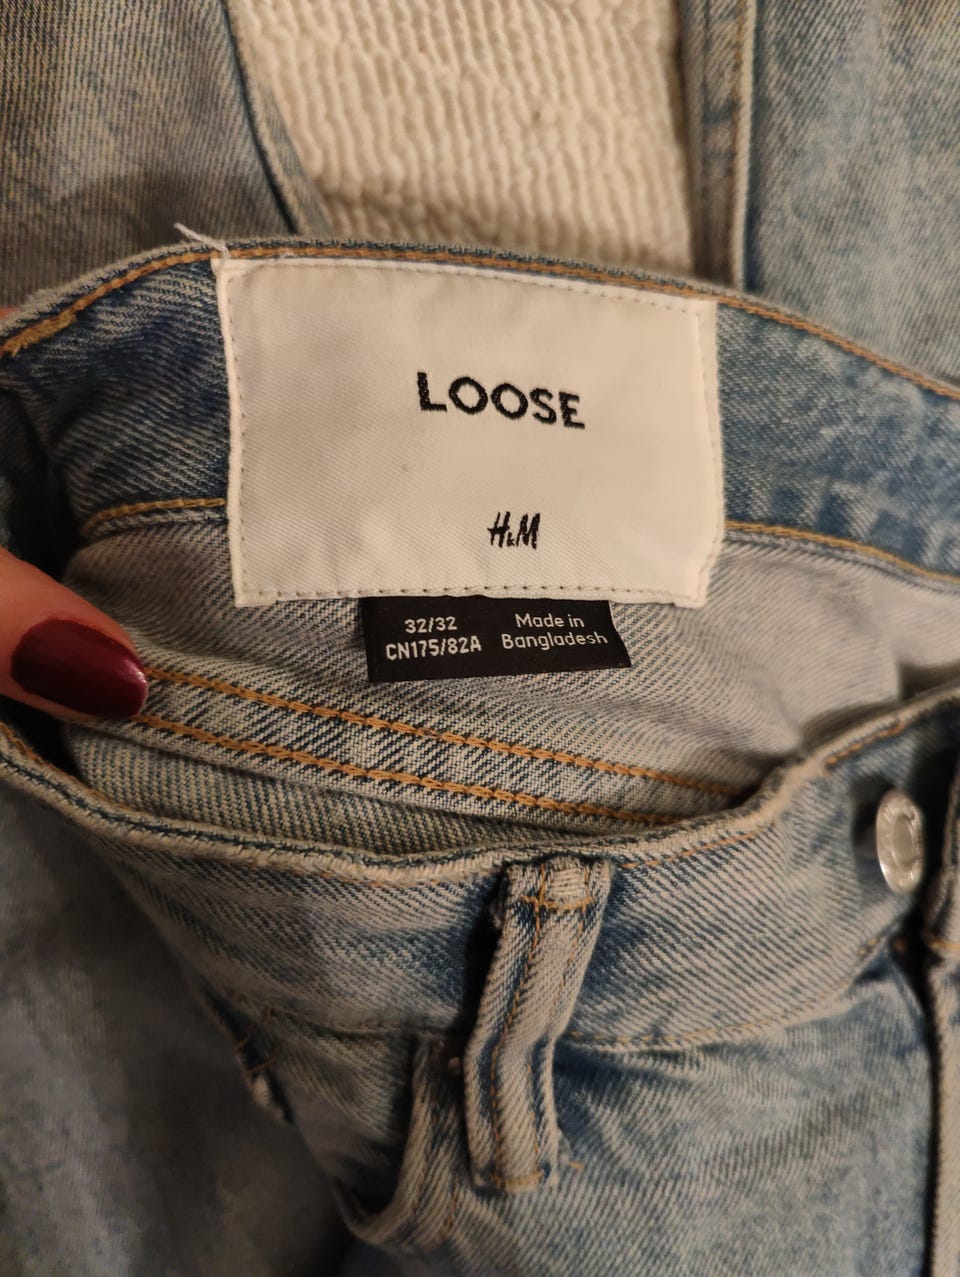 LOOSE
H&M
32/32
CN175/82A
Made in
Bangladesh